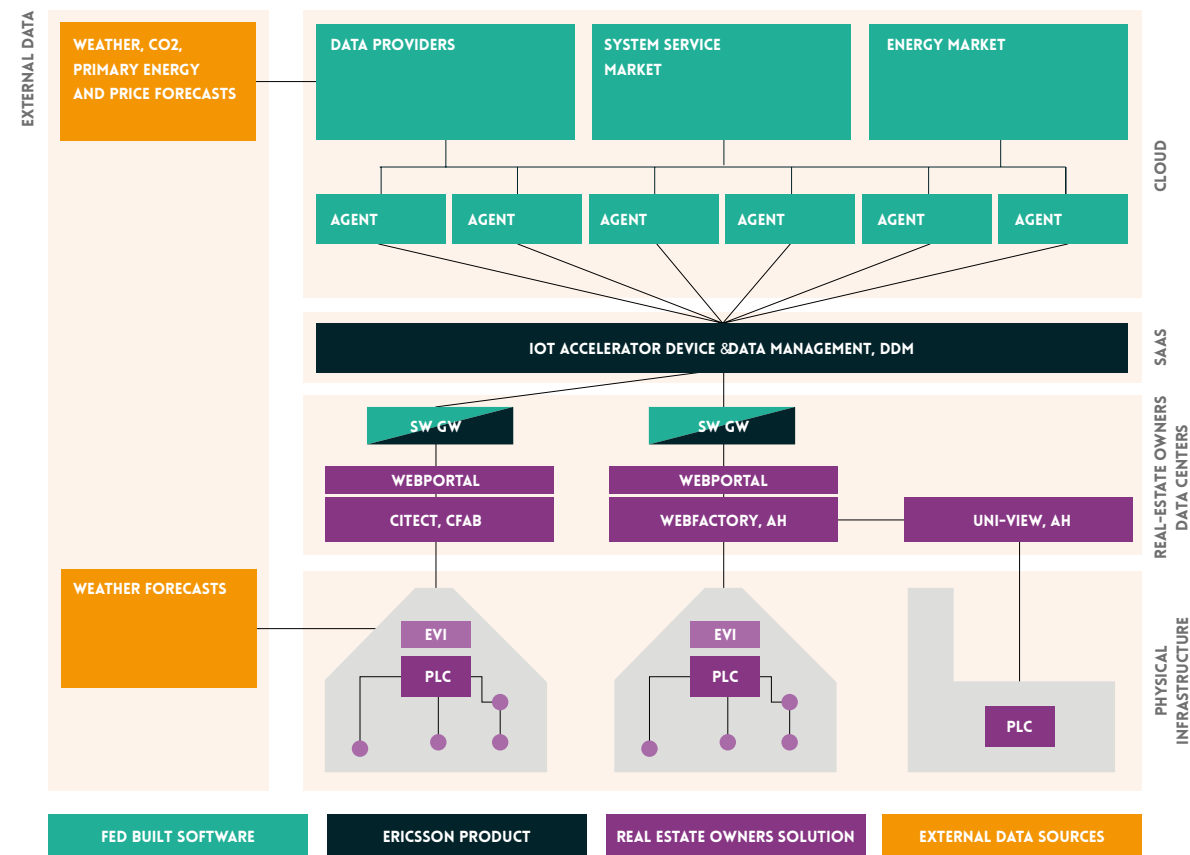 EXTERNAL DATA
WEATHER, CO2,
PRIMARY ENERGY
AND PRICE FORECASTS
DATA PROVIDERS
SYSTEM SERVICE
MARKET
ENERGY MARKET
CLOUD
AGENT
AGENT
AGENT
AGENT
AGENT
AGENT
IOT ACCELERATOR DEVICE &DATA MANAGEMENT, DDM
SAAS
SW GW
SW GW
WEBPORTAL
WEBPORTAL
CITECT, CFAB
WEBFACTORY, AH
UNI-VIEW, AH
REAL-ESTATE OWNERS
DATA CENTERS
WEATHER FORECASTS
EVI
PLC
EVI
PLC
PLC
PHYSICAL
INFRASTRUCTURE
FED BUILT SOFTWARE
ERICSSON PRODUCT
REAL ESTATE OWNERS SOLUTION
EXTERNAL DATA SOURCES